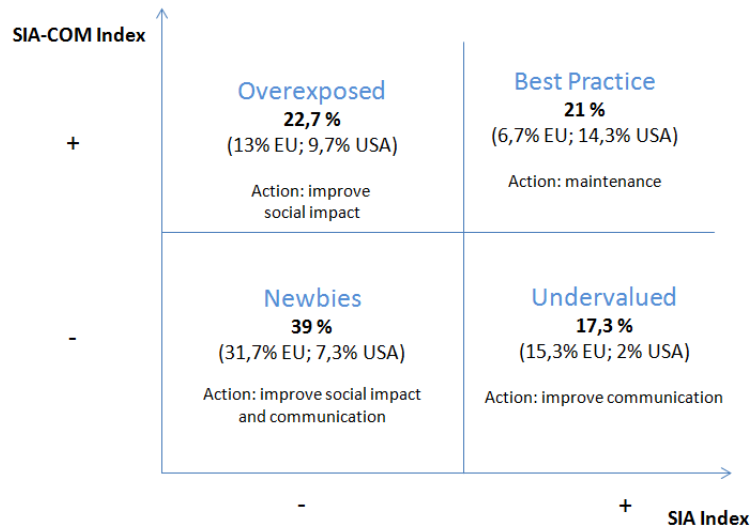 SIA-COM Index
Overexposed
22,7 %
(13% EU; 9,7% USA)
Action: improve
social impact
Best Practice
21 %
(6,7% EU; 14,3% USA)
Action: maintenance
+
Newbies
39 %
(31,7% EU; 7,3% USA)
Action: improve social impact
and communication
Undervalued
17,3 %
(15,3% EU; 2% USA)
Action: improve communication
-
-
+
SIA Index